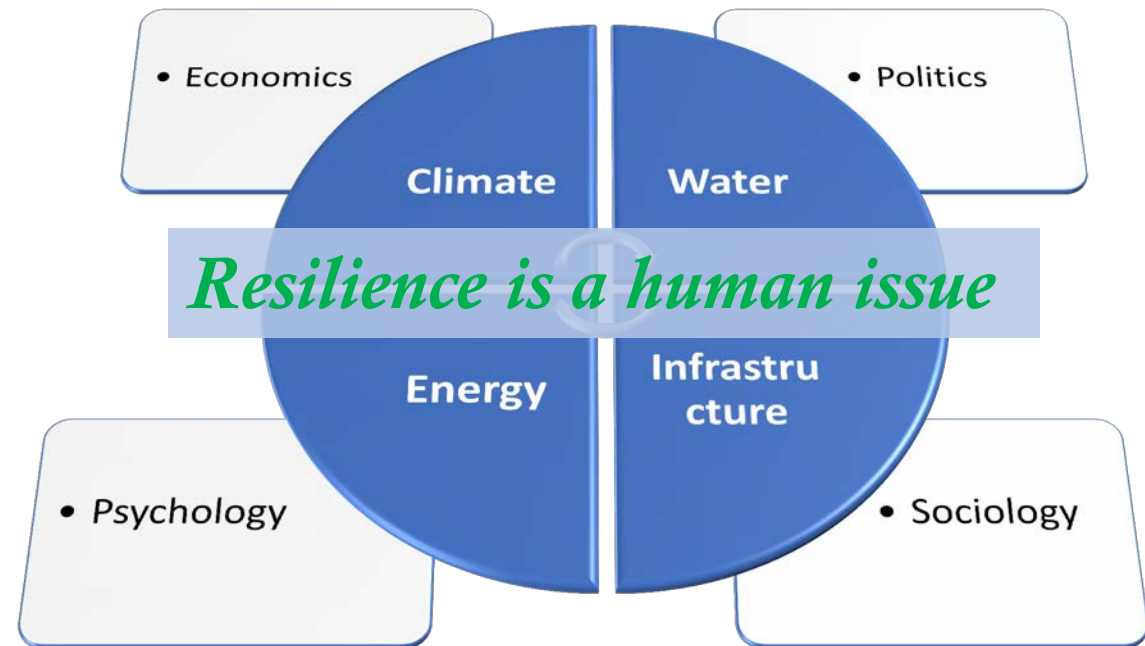 • Economics
• Politics
Climate
Water
Resilience is a human issue
Energy
Infrastru
cture
• Psychology
• Sociology